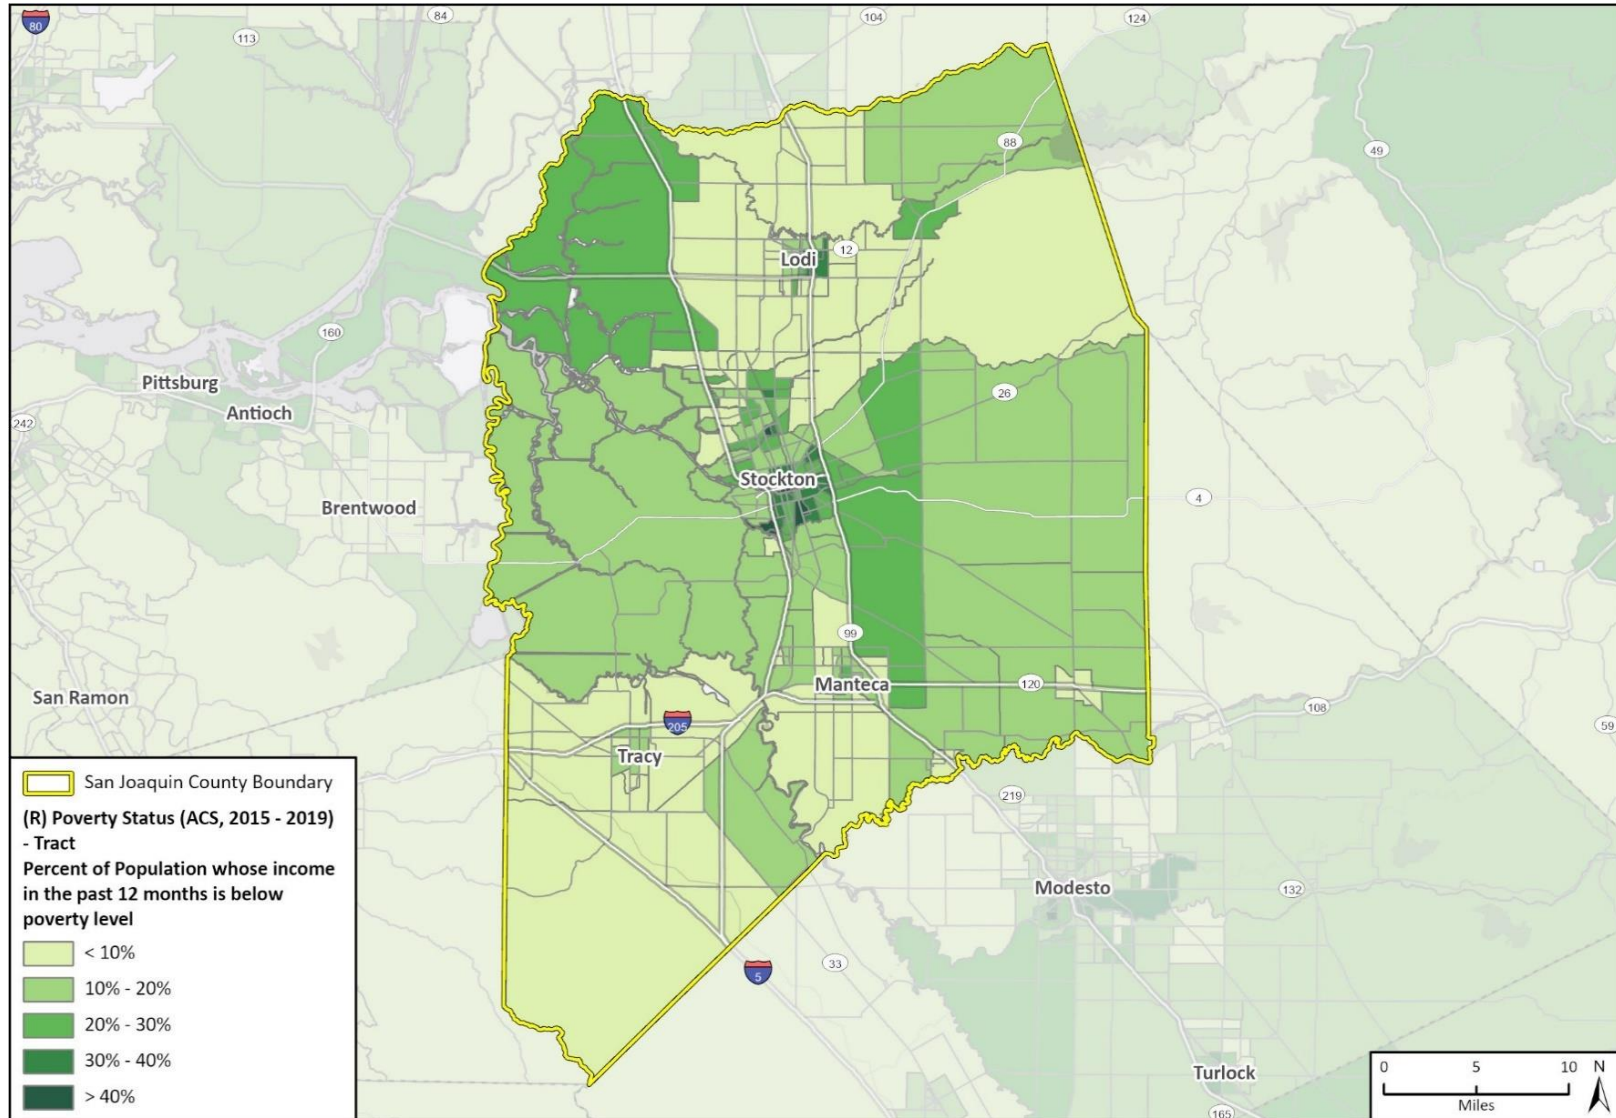 80
84
104
124
113
88
49
12
Lodi
160
Pittsburg
Antioch
242
26
Stockton
4
Brentwood
99
San Ramon
Manteca
120
108
59
205
Tracy
219
Modesto
132
33
5
Turlock
165
San Joaquin County Boundary
(R) Poverty Status (ACS, 2015 - 2019)
- Tract
Percent of Population whose income
in the past 12 months is below
poverty level
< 10%
10% - 20%
20% - 30%
30% - 40%
> 40%
0 5 10
Miles
N